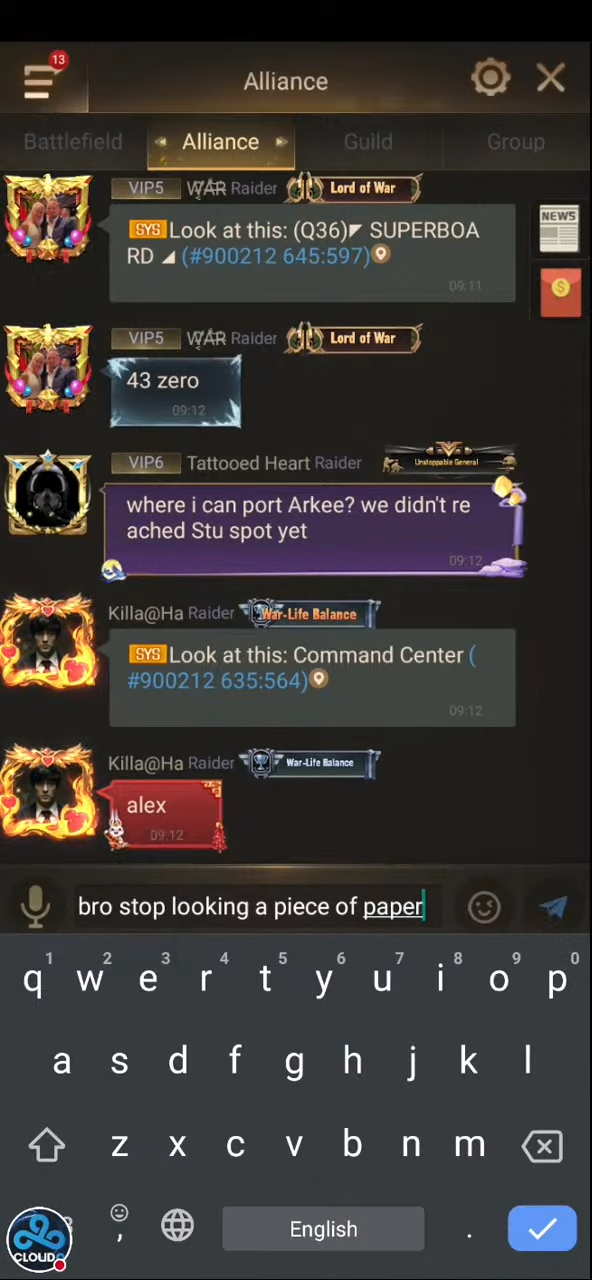 13
Alliance
Battlefield
Alliance
Guild
Group
VIP5 WAR Raider Lord of War
SYS Look at this: (Q36)◤ SUPERBOA
RD ◢ (#900212 645:597)
09:11
NEWS
$
VIP5 WAR Raider Lord of War
43 zero
09:12
VIP6 Tattooed Heart Raider Unstoppable General
where i can port Arkee? we didn't re
ached Stu spot yet
09:12
Killa@Ha Raider War-Life Balance
SYS Look at this: Command Center (
#900212 635:564)
09:12
Killa@Ha Raider War-Life Balance
alex
09:12
bro stop looking a piece of paper
1 2 3 4 5 6 7 8 9 0
q w e r t y u i o p
a s d f g h j k l
z x c v b n m
, English .
CLOUD9